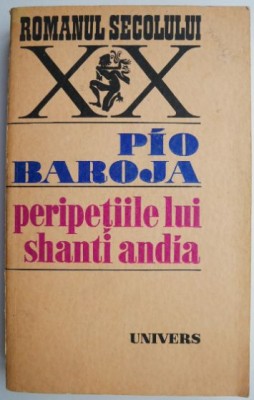 ROMANUL SECOLULUI
XX
PÍO
BAROJA
peripețiile lui
shanti andía
UNIVERS